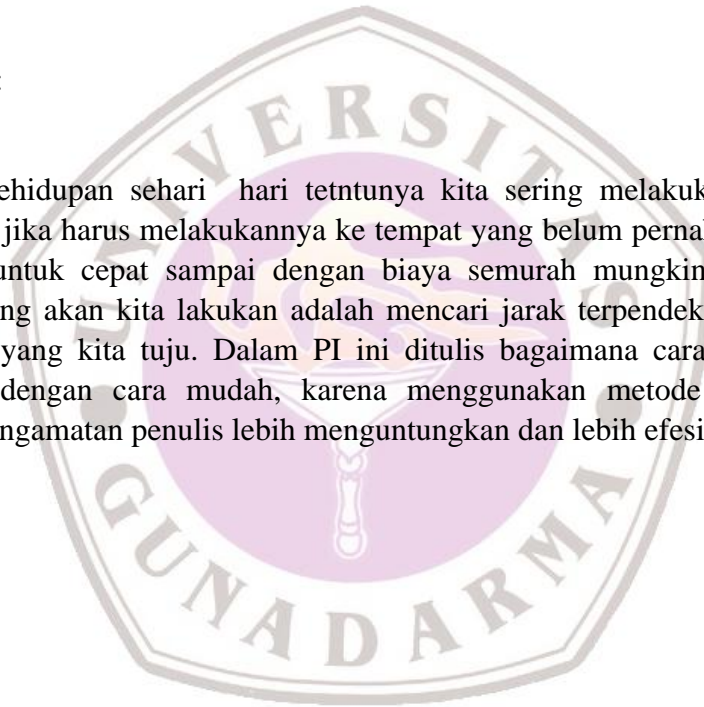 :
ehidupan sehari hari tetntunya kita sering melakuk
jika harus melakukannya ke tempat yang belum perna
untuk cepat sampai dengan biaya semurah mungkin
ng akan kita lakukan adalah mencari jarak terpendek
yang kita tuju. Dalam PI ini ditulis bagaimana cara
dengan cara mudah, karena menggunakan metode
ngamatan penulis lebih menguntungkan dan lebih efesi
UNIVERSITAS
GUNADARMA